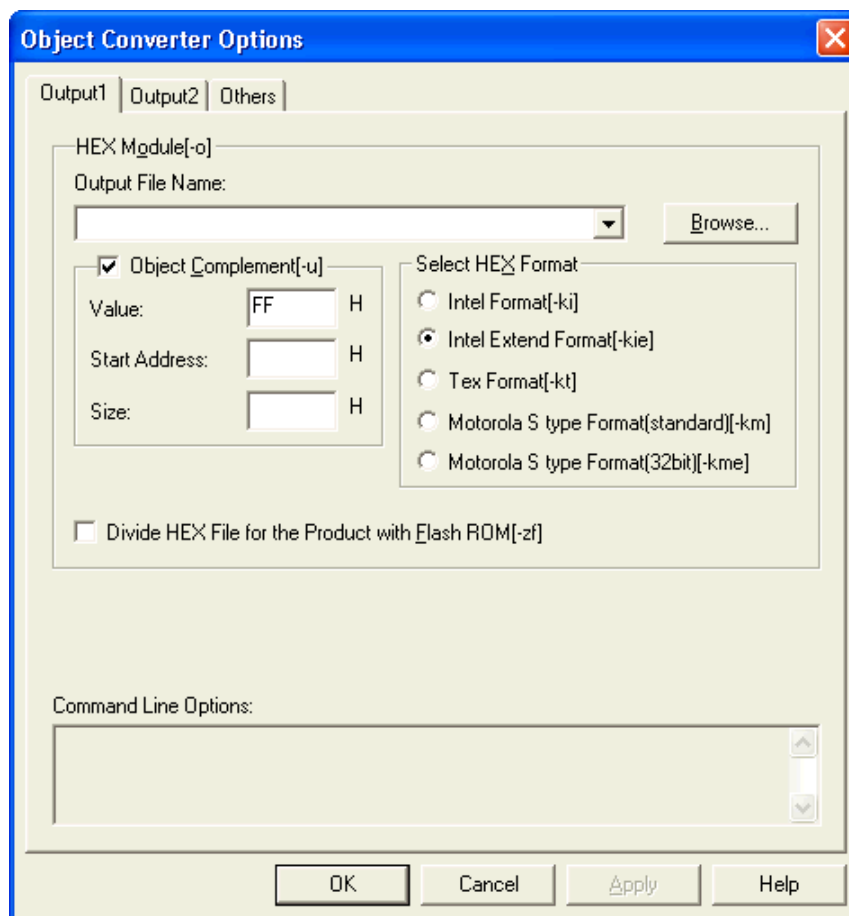 Object Converter Options
Output1 Output2 Others
HEX Module[-o]
Output File Name:
Browse...
Object Complement[-u]
Value: FF H
Start Address: H
Size: H
Select HEX Format
Intel Format[-ki]
Intel Extend Format[-kie]
Tex Format[-kt]
Motorola S type Format(standard)[-km]
Motorola S type Format(32bit)[-kme]
Divide HEX File for the Product with Flash ROM[-zf]
Command Line Options:
OK Cancel Apply Help